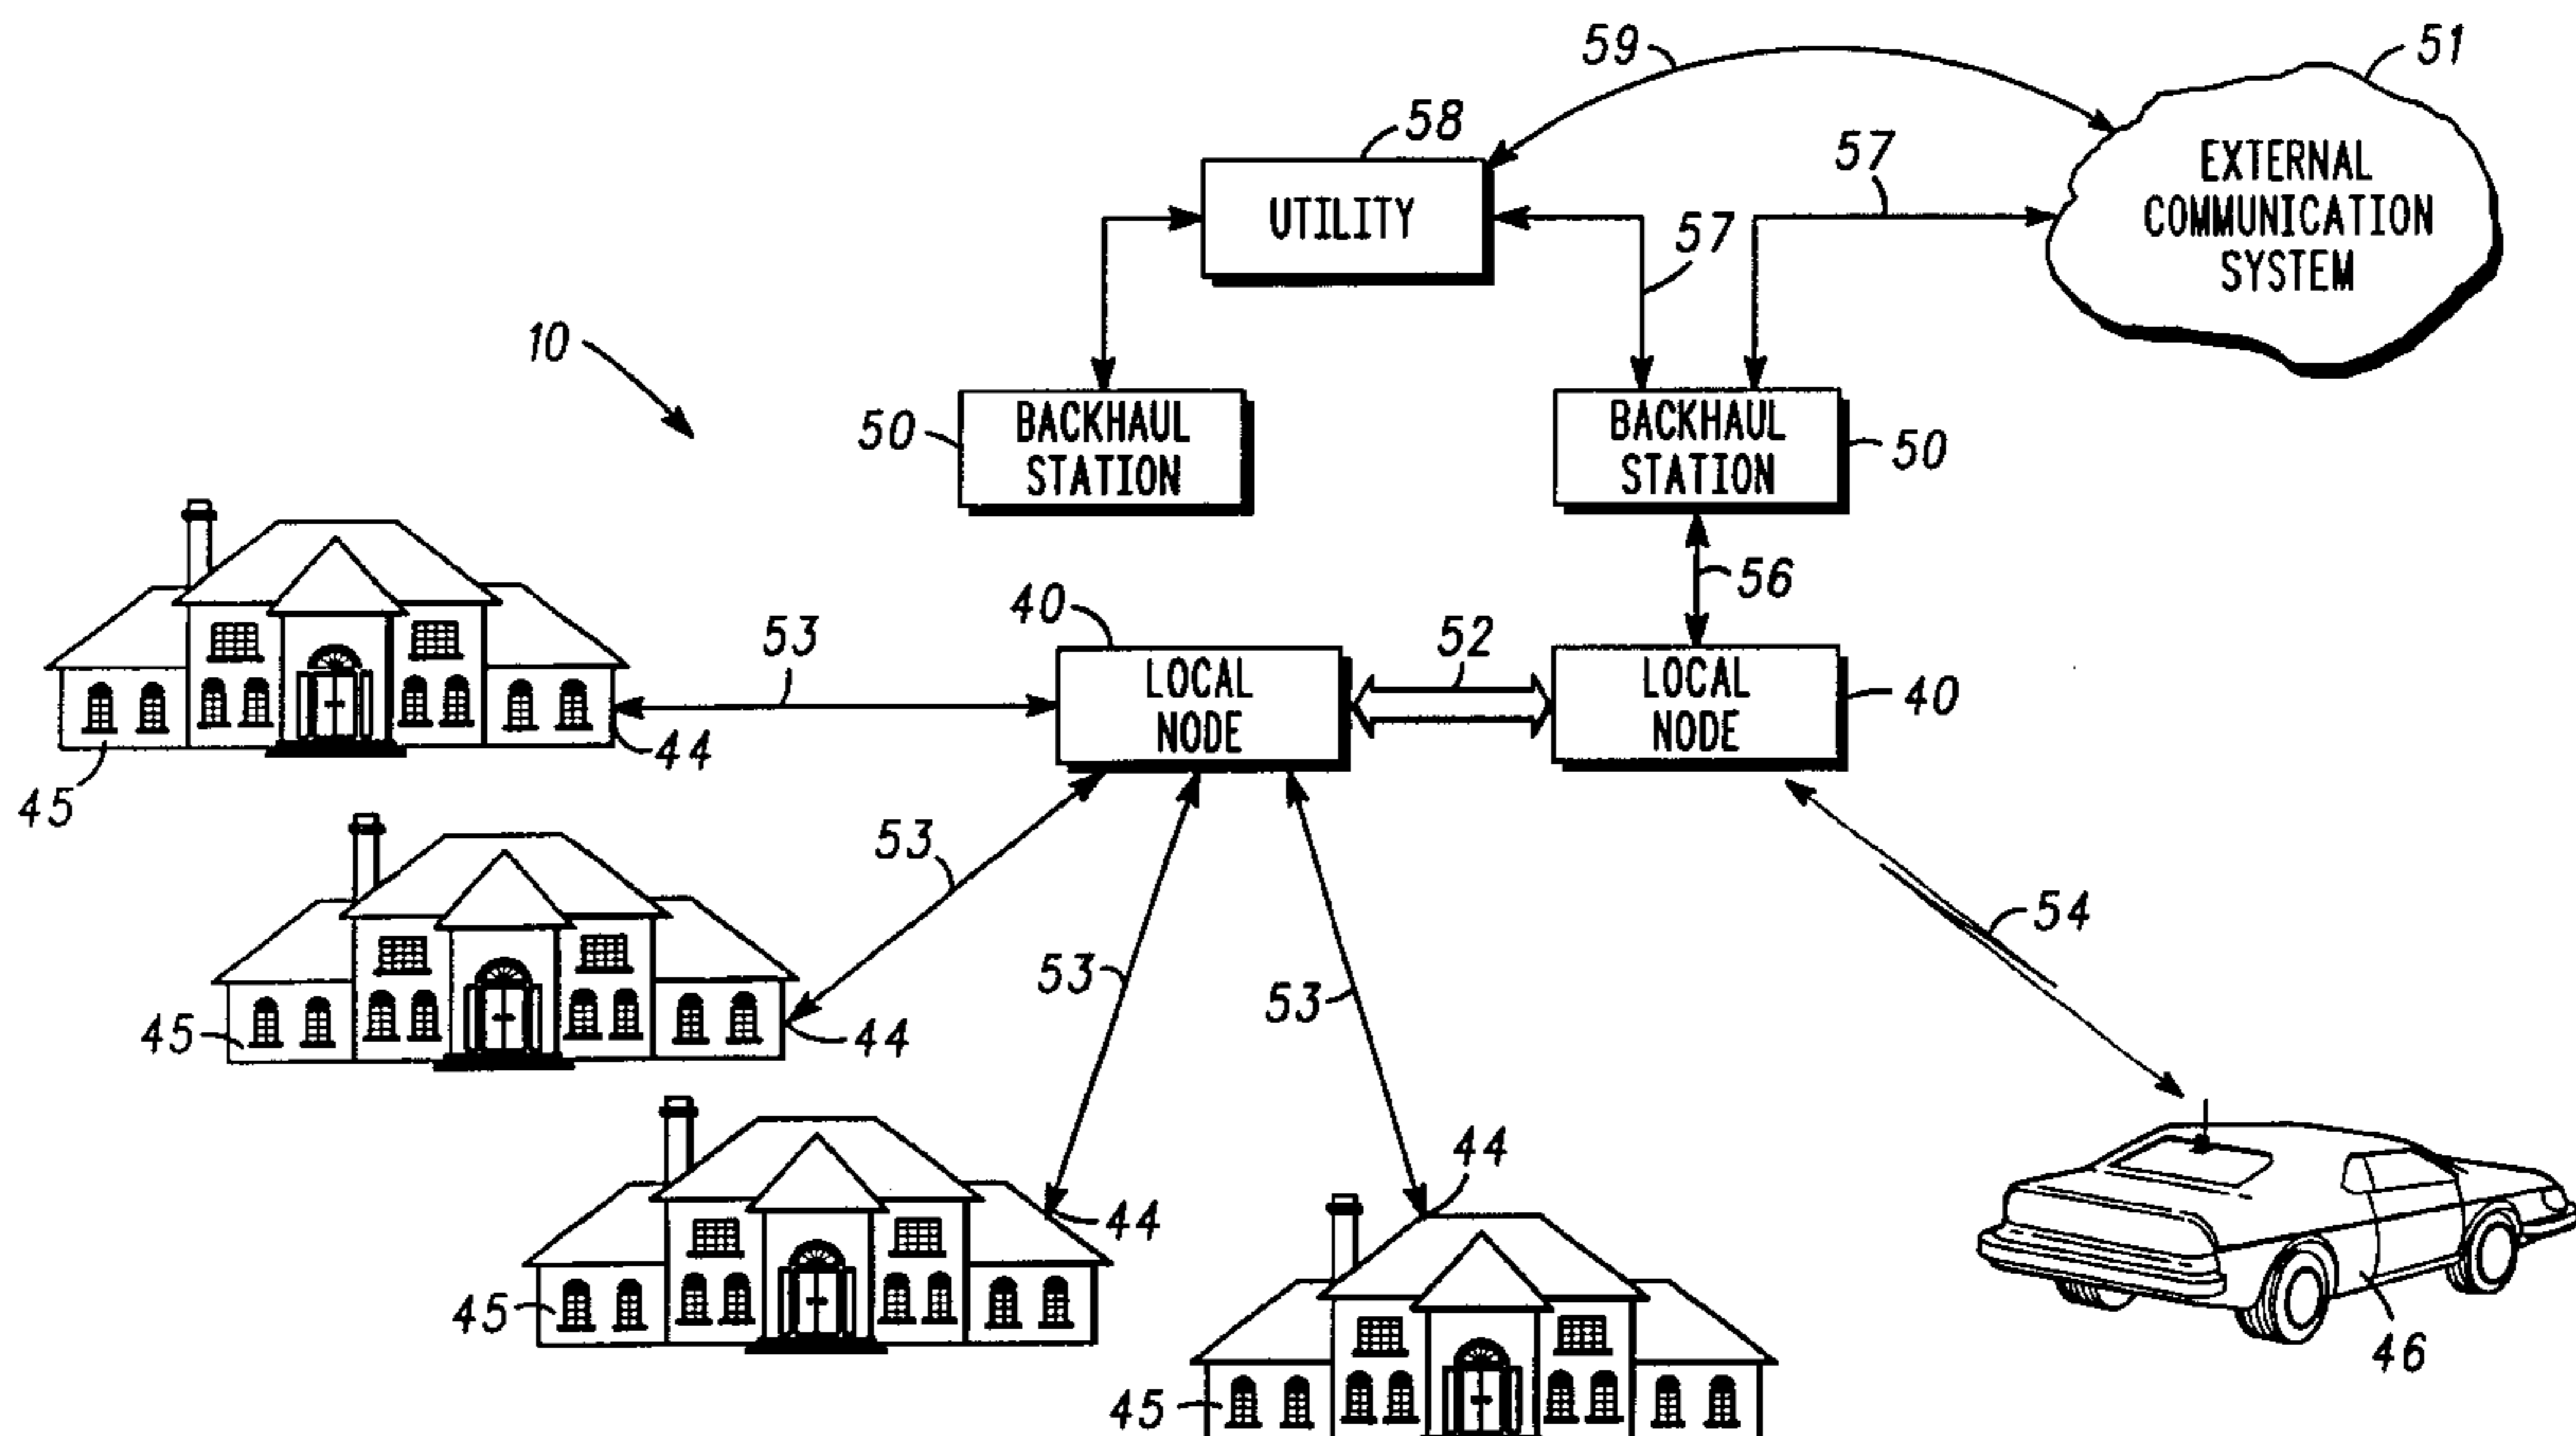 59
51
58
57
EXTERNAL
COMMUNICATION
SYSTEM
UTILITY
57
10
50
BACKHAUL
STATION
BACKHAUL
STATION
50
56
40
53
52
LOCAL
NODE
LOCAL
NODE
40
44
45
53
54
53
53
45
44
44
44
45
46
45